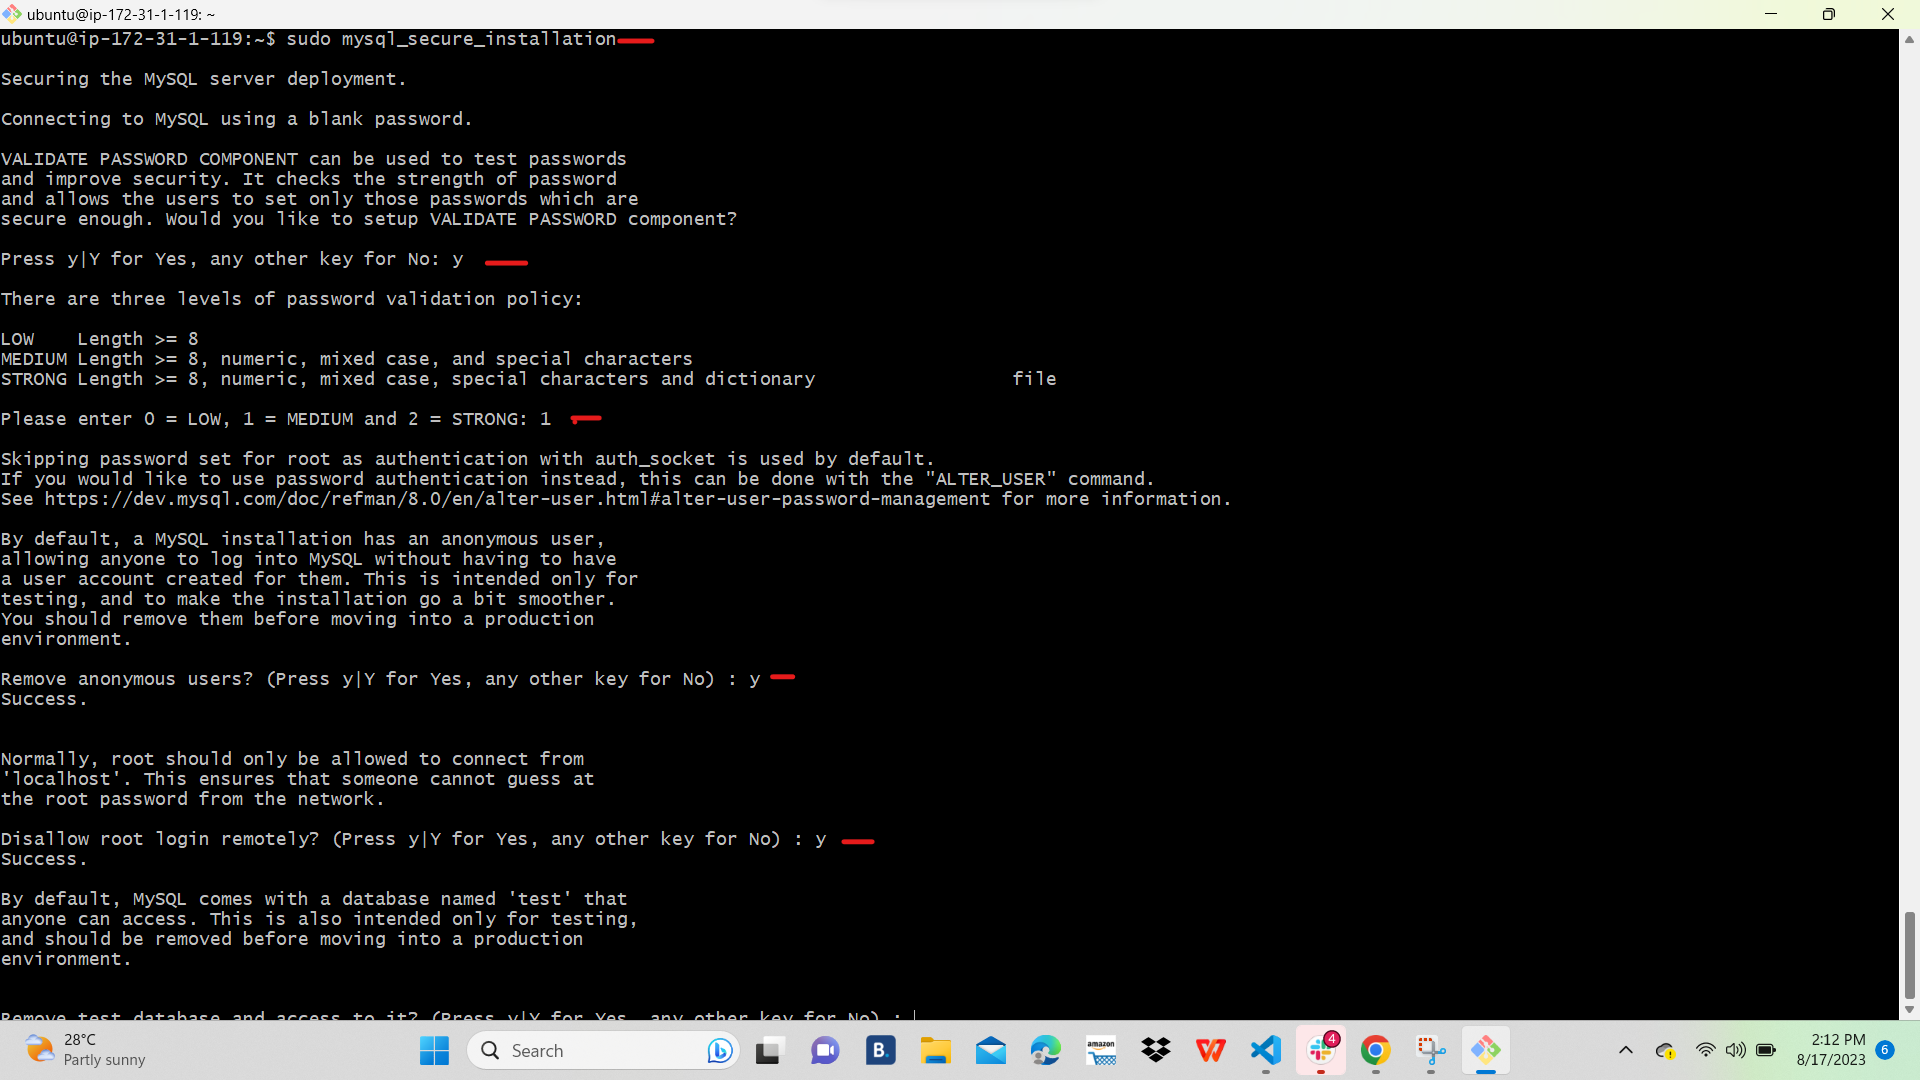 ubuntu@ip-172-31-1-119: ~
ubuntu@ip-172-31-1-119:~$ sudo mysql_secure_installation
Securing the MySQL server deployment.
Connecting to MySQL using a blank password.
VALIDATE PASSWORD COMPONENT can be used to test passwords
and improve security. It checks the strength of password
and allows the users to set only those passwords which are
secure enough. Would you like to setup VALIDATE PASSWORD component?
Press y|Y for Yes, any other key for No: y
There are three levels of password validation policy:
LOW    Length >= 8
MEDIUM Length >= 8, numeric, mixed case, and special characters
STRONG Length >= 8, numeric, mixed case, special characters and dictionary                  file
Please enter 0 = LOW, 1 = MEDIUM and 2 = STRONG: 1
Skipping password set for root as authentication with auth_socket is used by default.
If you would like to use password authentication instead, this can be done with the "ALTER_USER" command.
See https://dev.mysql.com/doc/refman/8.0/en/alter-user.html#alter-user-password-management for more information.
By default, a MySQL installation has an anonymous user,
allowing anyone to log into MySQL without having to have
a user account created for them. This is intended only for
testing, and to make the installation go a bit smoother.
You should remove them before moving into a production
environment.
Remove anonymous users? (Press y|Y for Yes, any other key for No) : y
Success.
Normally, root should only be allowed to connect from
'localhost'. This ensures that someone cannot guess at
the root password from the network.
Disallow root login remotely? (Press y|Y for Yes, any other key for No) : y
Success.
By default, MySQL comes with a database named 'test' that
anyone can access. This is also intended only for testing,
and should be removed before moving into a production
environment.
Remove test database and access to it? (Press y|Y for Yes, any other key for No) :
28°C
Partly sunny
Search
B.
amazon
4
2:12 PM
8/17/2023
6